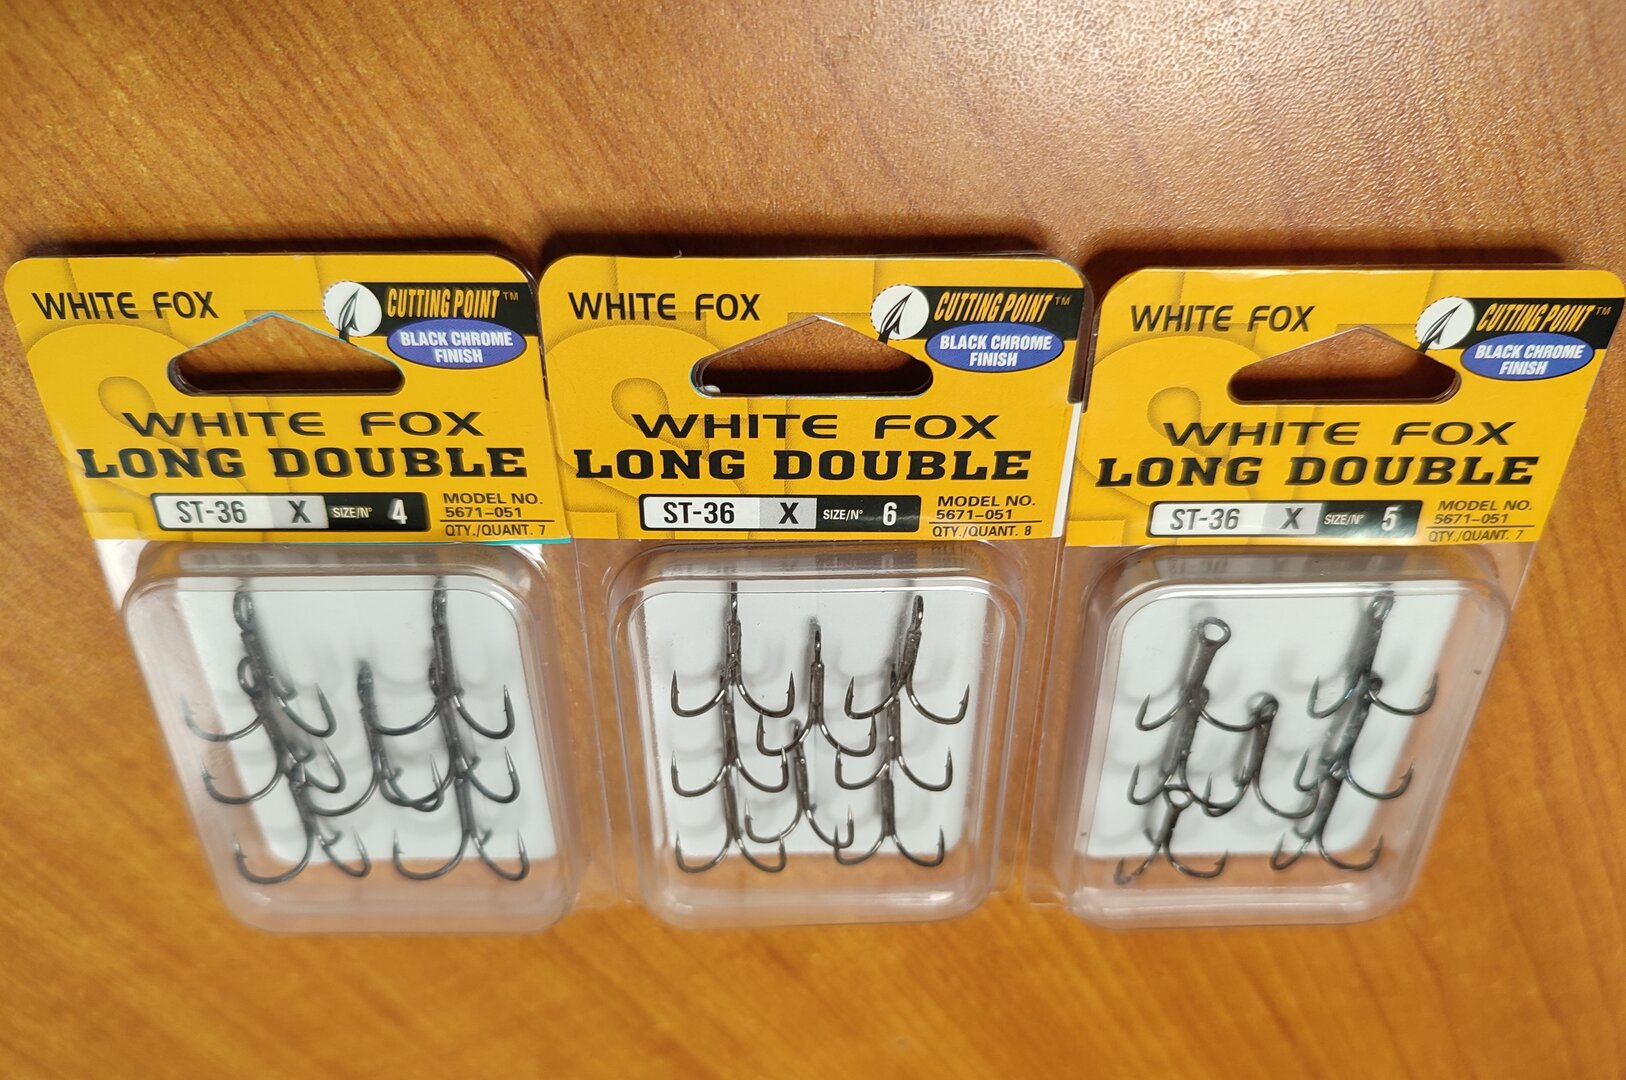 WHITE FOX
CUTTING POINT™
BLACK CHROME
FINISH
WHITE FOX
LONG DOUBLE
ST-36 X SIZE/N° 4
MODEL NO.
5671-051
QTY./QUANT. 7
WHITE FOX
CUTTING POINT™
BLACK CHROME
FINISH
WHITE FOX
LONG DOUBLE
ST-36 X SIZE/N° 6
MODEL NO.
5671-051
QTY./QUANT. 8
WHITE FOX
CUTTING POINT™
BLACK CHROME
FINISH
WHITE FOX
LONG DOUBLE
ST-36 X SIZE/N° 5
MODEL NO.
5671-051
QTY./QUANT. 7